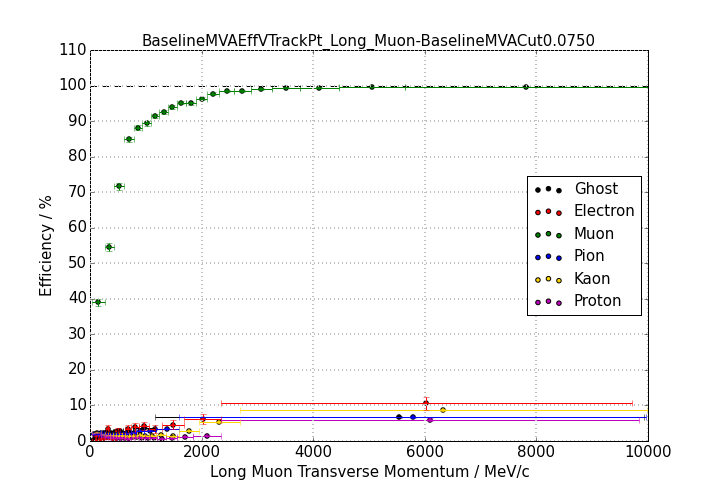 BaselineMVAEffVTrackPt_Long_Muon-BaselineMVACut0.0750
110
100
90
80
70
60
50
40
30
20
10
0
Efficiency / %
Ghost
Electron
Muon
Pion
Kaon
Proton
0 2000 4000 6000 8000 10000
Long Muon Transverse Momentum / MeV/c